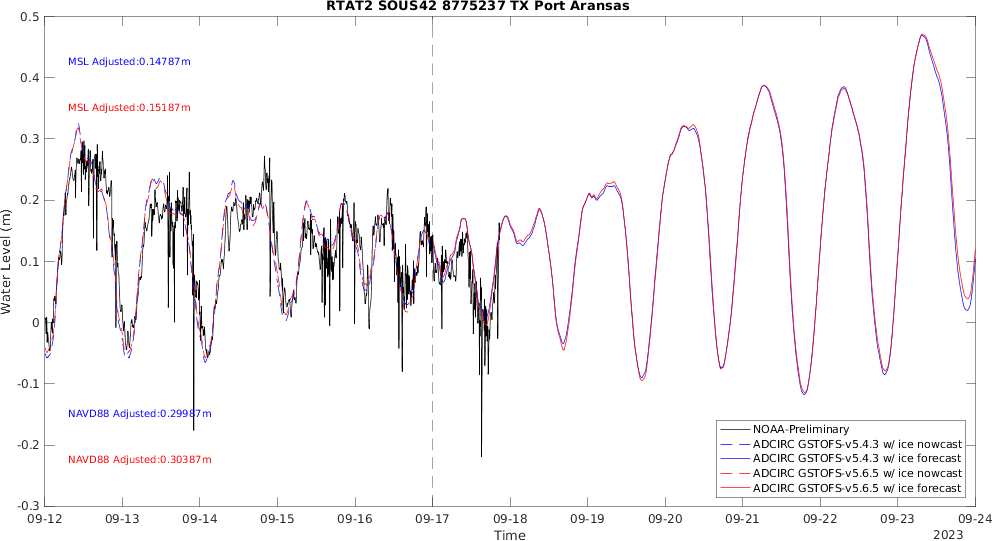 RTAT2 SOUS42 8775237 TX Port Aransas
0.5
0.4
0.3
0.2
0.1
0
-0.1
-0.2
-0.3
Water Level (m)
MSL Adjusted:0.14787m
MSL Adjusted:0.15187m
NAVD88 Adjusted:0.29987m
NAVD88 Adjusted:0.30387m
NOAA-Preliminary
ADCIRC GSTOFS-v5.4.3 w/ ice nowcast
ADCIRC GSTOFS-v5.4.3 w/ ice forecast
ADCIRC GSTOFS-v5.6.5 w/ ice nowcast
ADCIRC GSTOFS-v5.6.5 w/ ice forecast
09-12 09-13 09-14 09-15 09-16 09-17 09-18 09-19 09-20 09-21 09-22 09-23 09-24
Time
2023